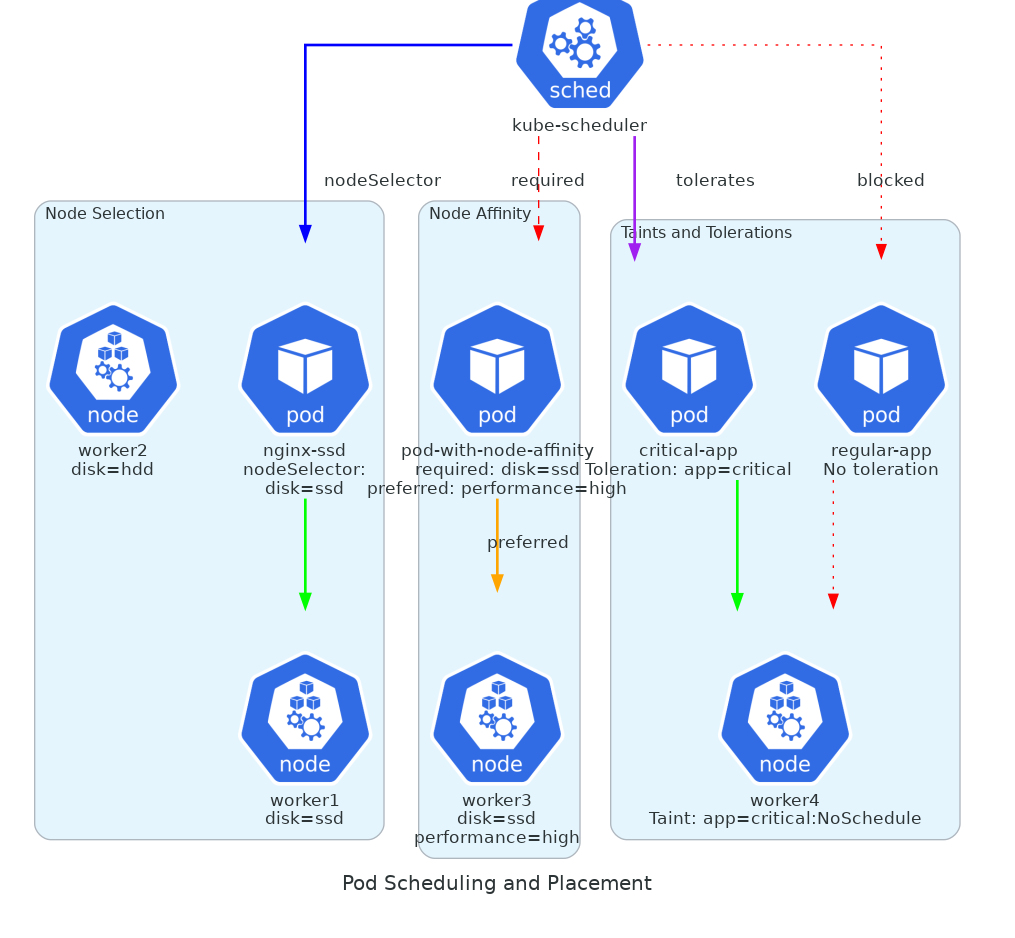 sched
kube-scheduler
nodeSelector
required
tolerates
blocked
Node Selection
Node Affinity
Taints and Tolerations
node
worker2
disk=hdd
pod
nginx-ssd
nodeSelector:
disk=ssd
pod
pod-with-node-affinity
required: disk=ssd
preferred: performance=high
pod
critical-app
Toleration: app=critical
pod
regular-app
No toleration
preferred
node
worker1
disk=ssd
node
worker3
disk=ssd
performance=high
node
worker4
Taint: app=critical:NoSchedule
Pod Scheduling and Placement